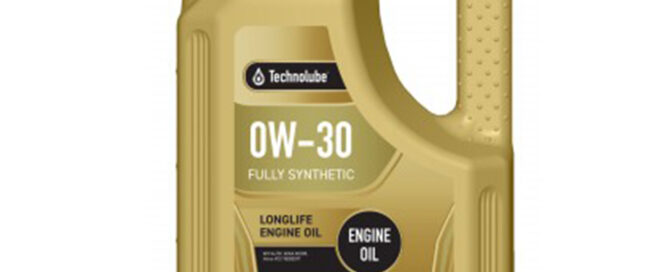 Technolube
0W-30
FULLY SYNTHETIC
LONGLIFE
ENGINE OIL
ENGINE
OIL